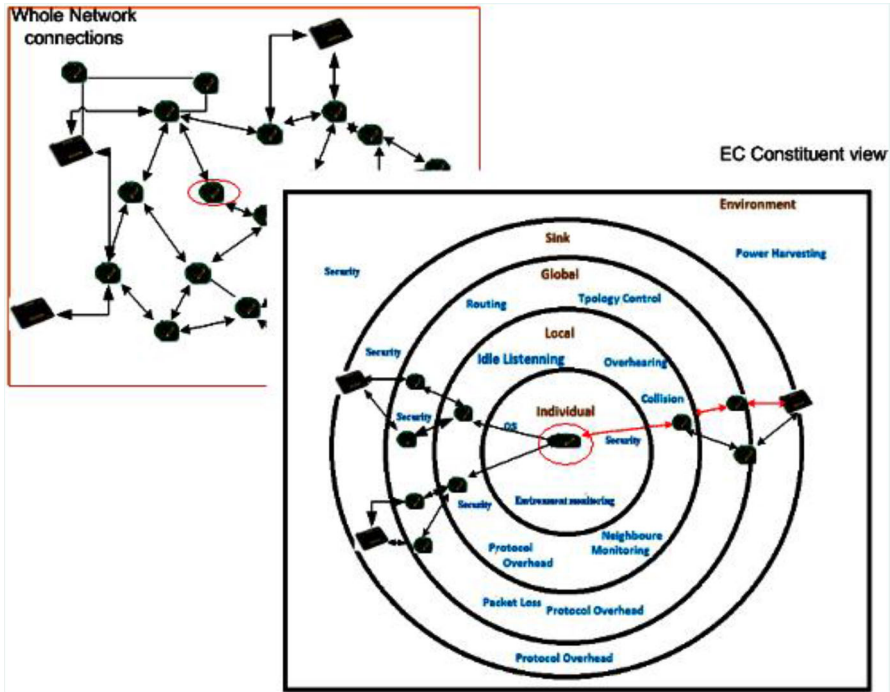 Whole Network
connections
EC Constituent view
Environment
Sink
Power Harvesting
Security
Global
Routing
Tpology Control
Local
Security
Idle Listenning
Overhearing
Collision
Individual
Security
OS
Security
Security
Environment monitoring
Neighboure
Monitoring
Protocol
Overhead
Packet Loss
Protocol Overhead
Protocol Overhead